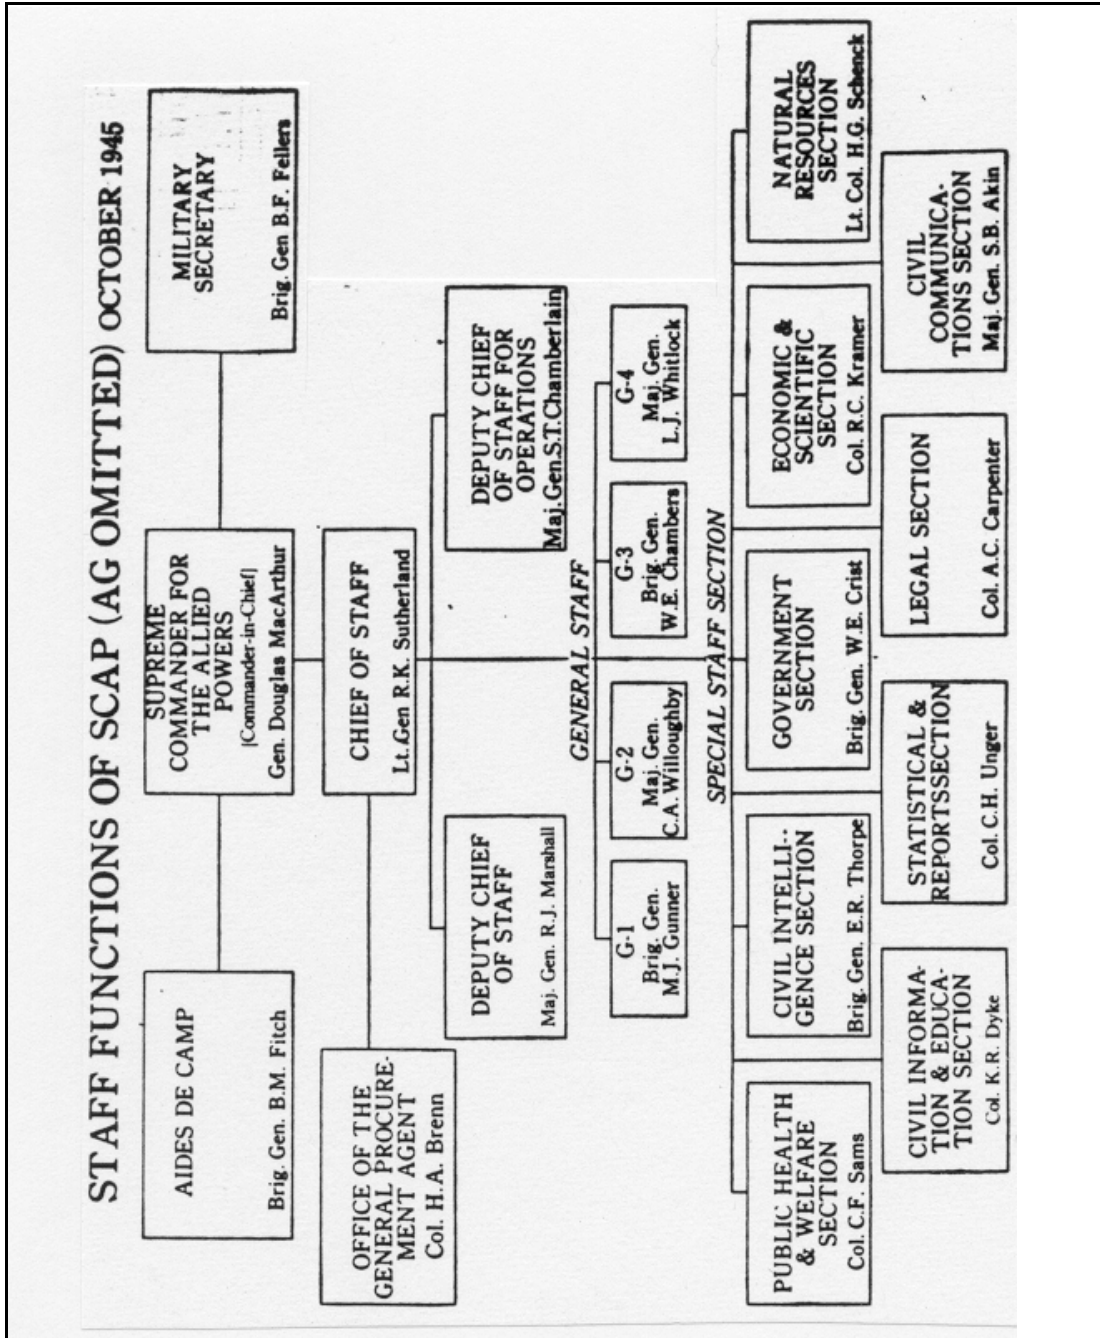 STAFF FUNCTIONS OF SCAP (AG OMITTED) OCTOBER 1945
AIDES DE CAMP
Brig. Gen. B.M. Fitch
SUPREME
COMMANDER FOR
THE ALLIED
POWERS
[Commander-in-Chief]
Gen. Douglas MacArthur
MILITARY
SECRETARY
Brig. Gen B.F. Fellers
OFFICE OF THE
GENERAL PROCURE-
MENT AGENT
Col. H.A. Brenn
CHIEF OF STAFF
Lt.Gen R.K. Sutherland
DEPUTY CHIEF
OF STAFF
Maj. Gen. R.J. Marshall
DEPUTY CHIEF
OF STAFF FOR
OPERATIONS
Maj.Gen.S.T.Chamberlain
GENERAL STAFF
G-1
Brig. Gen.
M.J. Gunner
G-2
Maj. Gen.
C.A. Willoughby
G-3
Brig. Gen.
W.E. Chambers
G-4
Maj. Gen.
L.J. Whitlock
SPECIAL STAFF SECTION
PUBLIC HEALTH
& WELFARE
SECTION
Col. C.F. Sams
CIVIL INTELLI-
GENCE SECTION
Brig. Gen. E.R. Thorpe
GOVERNMENT
SECTION
Brig. Gen. W.E. Crist
ECONOMIC &
SCIENTIFIC
SECTION
Col. R.C. Kramer
NATURAL
RESOURCES
SECTION
Lt. Col. H.G. Schenck
CIVIL INFORMA-
TION & EDUCA-
TION SECTION
Col. K.R. Dyke
STATISTICAL &
REPORTSSECTION
Col. C.H. Unger
LEGAL SECTION
Col. A.C. Carpenter
CIVIL
COMMUNICA-
TIONS SECTION
Maj. Gen. S.B. Akin